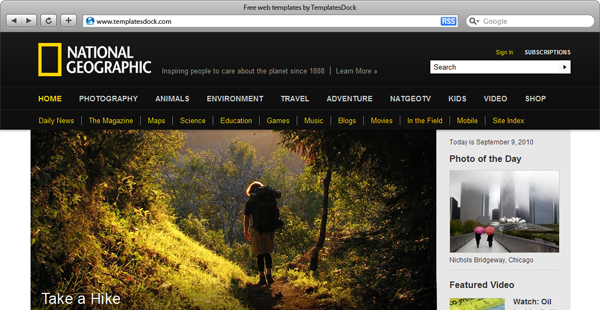 Free web templates by TemplatesDock
www.templatesdock.com RSS Google
NATIONAL
GEOGRAPHIC
Inspiring people to care about the planet since 1888 | Learn More »
Sign In SUBSCRIPTIONS
Search
HOME PHOTOGRAPHY ANIMALS ENVIRONMENT TRAVEL ADVENTURE NATGEOTV KIDS VIDEO SHOP
Daily News | The Magazine | Maps | Science | Education | Games | Music | Blogs | Movies | In the Field | Mobile | Site Index
Take a Hike
Today is September 9, 2010
Photo of the Day
Nichols Bridgeway, Chicago
Featured Video
Watch: Oil